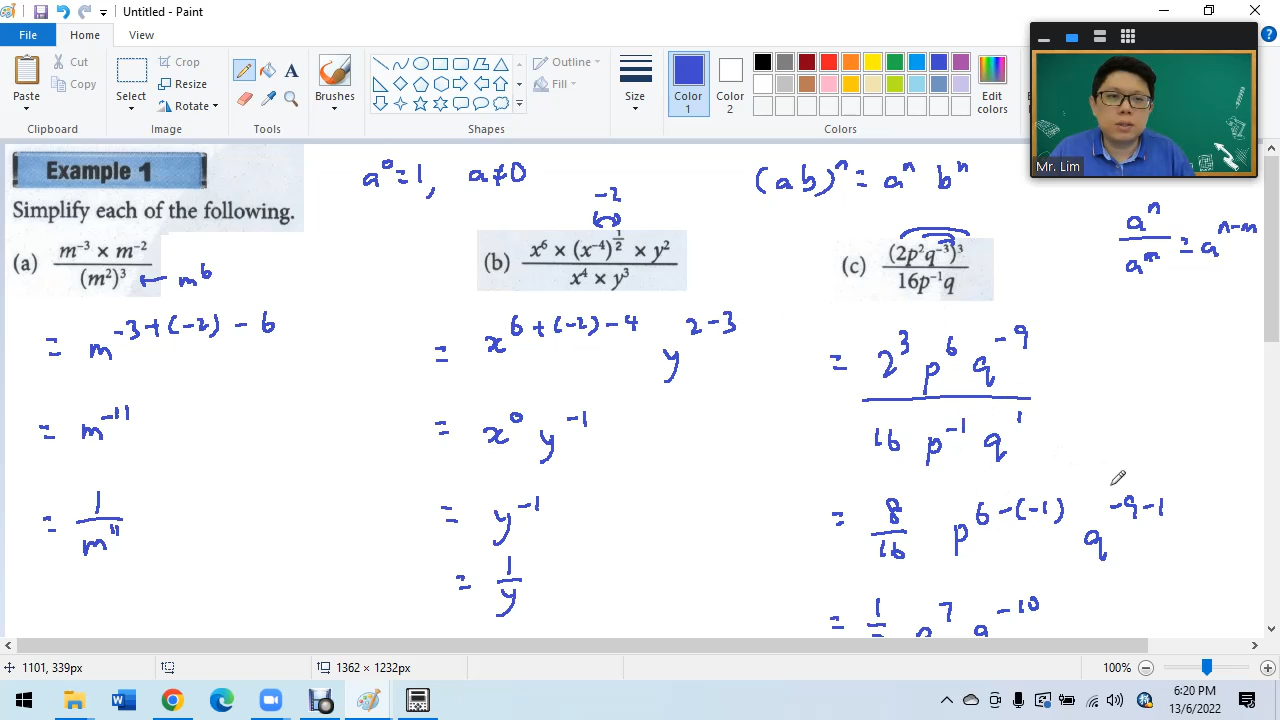 Untitled - Paint
File Home View
Paste Cut Copy Clipboard
Select Crop Resize Rotate Image
Tools
Brushes
Outline Fill Shapes
Size
Color 1 Color 2 Edit colors Colors
Mr. Lim
Example 1
Simplify each of the following.
a⁰ = 1, a ≠ 0
(ab)ⁿ = aⁿ bⁿ
aⁿ/aᵐ = aⁿ⁻ᵐ
(a) (m⁻³ × m⁻²)/(m²)³ ← m⁶
= m^(-3+(-2)-6)
= m⁻¹¹
= 1/m¹¹
-2
(b) (x⁶ × (x⁻⁴)^(1/2) × y²)/(x⁴ × y³)
= x^(6+(-2)-4) y^(2-3)
= x⁰ y⁻¹
= y⁻¹
= 1/y
(c) (2p²q⁻³)³/(16p⁻¹q)
= (2³ p⁶ q⁻⁹)/(16 p⁻¹ q¹)
= 8/16 p^(6-(-1)) q^(-9-1)
= 1/2 p⁷ q⁻¹⁰
1101, 339px
1362 × 1232px
100%
6:20 PM
13/6/2022